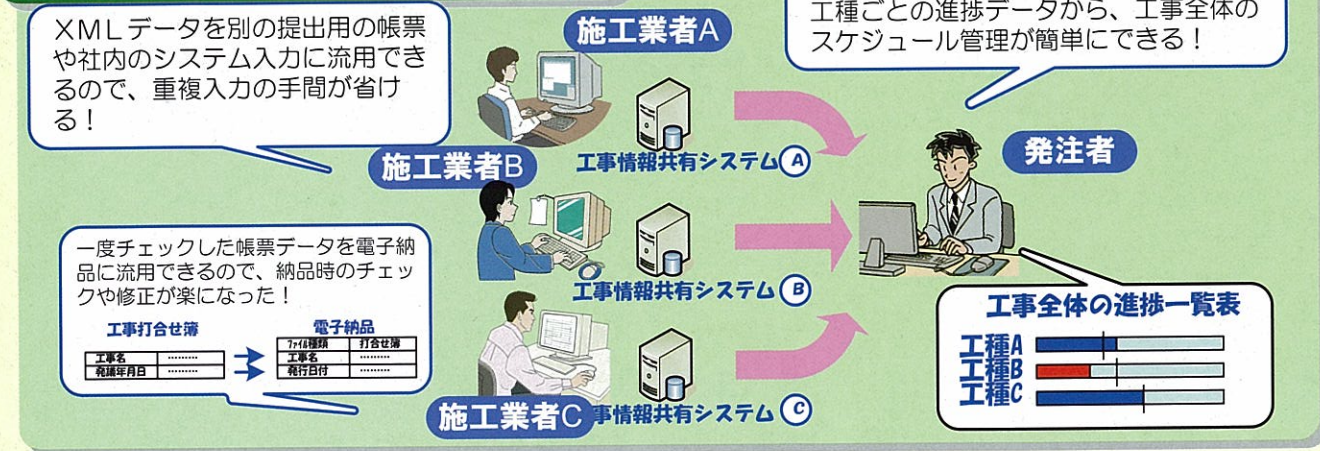 XMLデータを別の提出用の帳票
や社内のシステム入力に流用でき
るので、重複入力の手間が省け
る！
施工業者A
工種ごとの進捗データから、工事全体の
スケジュール管理が簡単にできる！
工事情報共有システムA
発注者
施工業者B
一度チェックした帳票データを電子納
品に流用できるので、納品時のチェッ
クや修正が楽になった！
工事打合せ簿
工事名 ………
発議年月日 ………
電子納品
ファイル種類 打合せ簿
工事名 ………
発行日付 ………
工事情報共有システムB
施工業者C
事情報共有システムC
工事全体の進捗一覧表
工種A
工種B
工種C